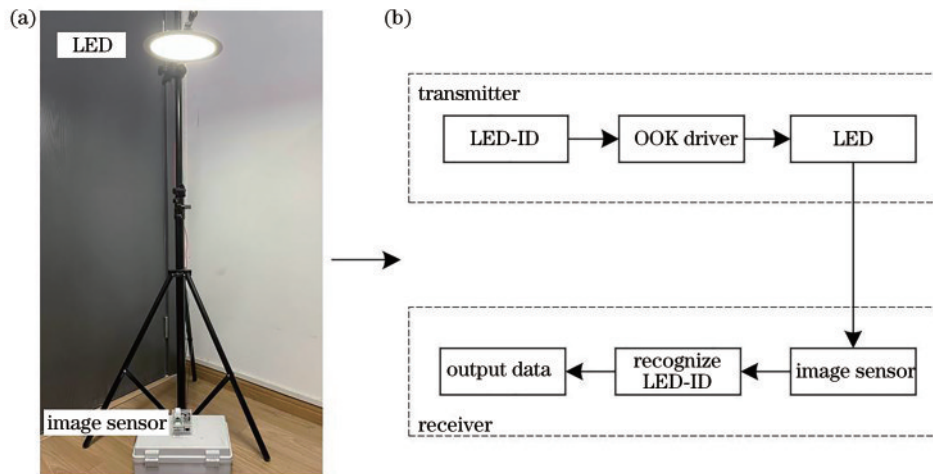 (a)
LED
image sensor
(b)
transmitter
LED-ID
OOK driver
LED
output data
recognize
LED-ID
image sensor
receiver